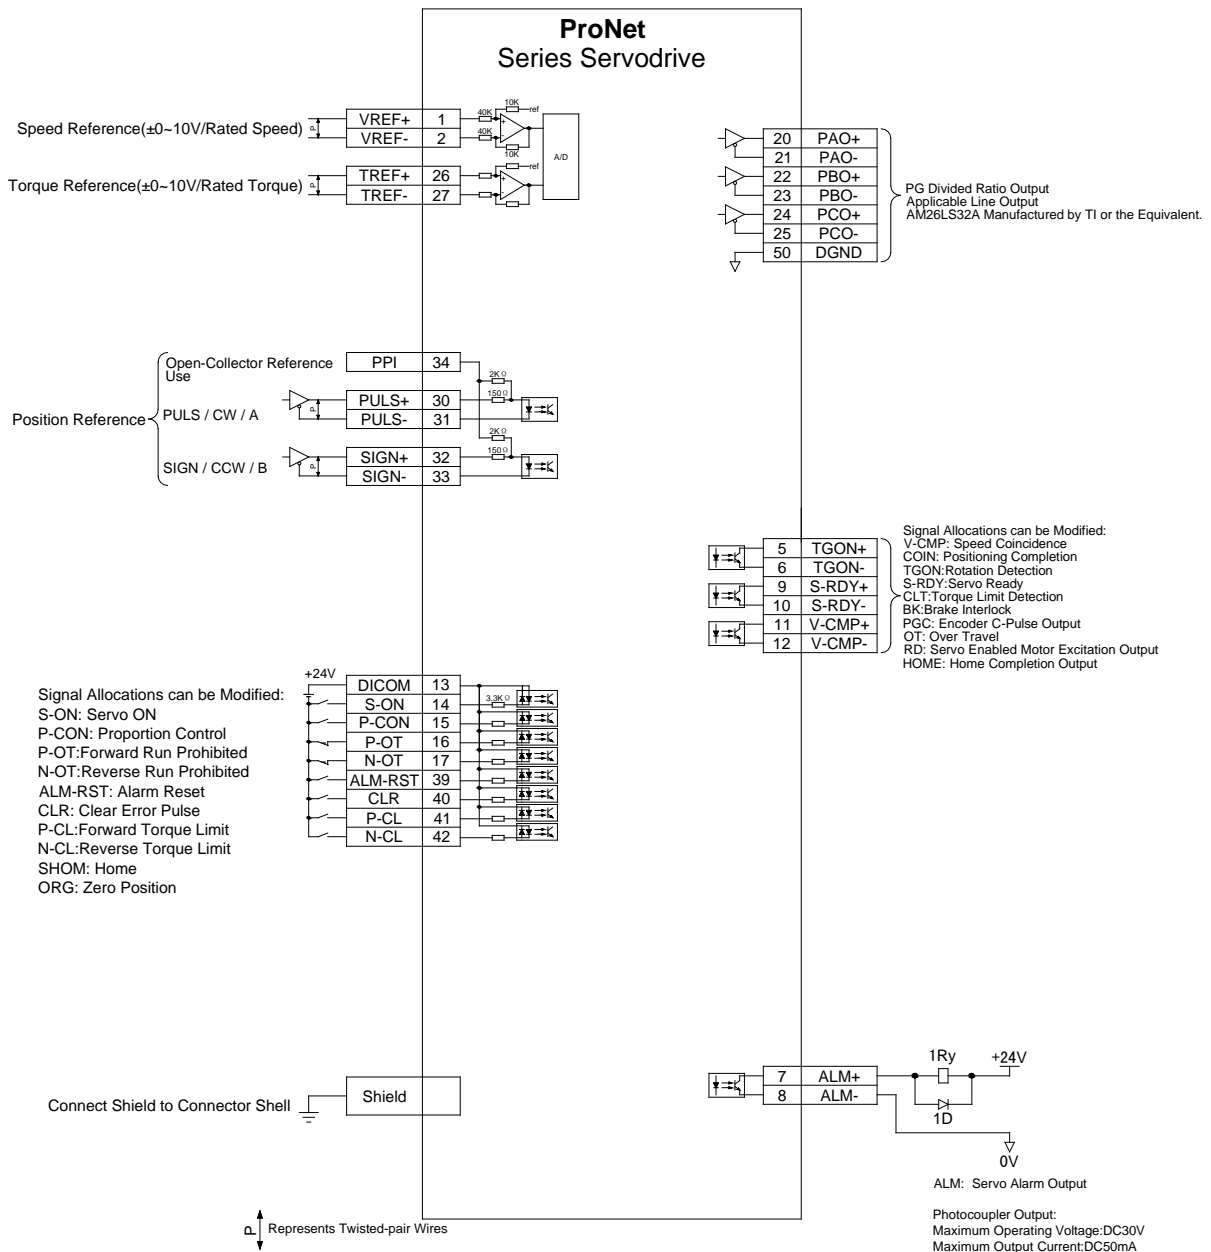 ProNet
Series Servodrive
Speed Reference(±0~10V/Rated Speed)
P
VREF+ 1
VREF- 2
40K
40K
10K
ref
10K
A/D
Torque Reference(±0~10V/Rated Torque)
P
TREF+ 26
TREF- 27
ref
20 PAO+
21 PAO-
22 PBO+
23 PBO-
24 PCO+
25 PCO-
50 DGND
PG Divided Ratio Output
Applicable Line Output
AM26LS32A Manufactured by TI or the Equivalent.
Position Reference
Open-Collector Reference
Use
PPI 34
2KΩ
PULS / CW / A
P
PULS+ 30
150Ω
PULS- 31
2KΩ
SIGN / CCW / B
P
SIGN+ 32
150Ω
SIGN- 33
5 TGON+
6 TGON-
9 S-RDY+
10 S-RDY-
11 V-CMP+
12 V-CMP-
Signal Allocations can be Modified:
V-CMP: Speed Coincidence
COIN: Positioning Completion
TGON:Rotation Detection
S-RDY:Servo Ready
CLT:Torque Limit Detection
BK:Brake Interlock
PGC: Encoder C-Pulse Output
OT: Over Travel
RD: Servo Enabled Motor Excitation Output
HOME: Home Completion Output
Signal Allocations can be Modified:
S-ON: Servo ON
P-CON: Proportion Control
P-OT:Forward Run Prohibited
N-OT:Reverse Run Prohibited
ALM-RST: Alarm Reset
CLR: Clear Error Pulse
P-CL:Forward Torque Limit
N-CL:Reverse Torque Limit
SHOM: Home
ORG: Zero Position
+24V
DICOM 13
S-ON 14
3.3KΩ
P-CON 15
P-OT 16
N-OT 17
ALM-RST 39
CLR 40
P-CL 41
N-CL 42
Connect Shield to Connector Shell
Shield
7 ALM+
8 ALM-
1Ry
+24V
1D
0V
ALM: Servo Alarm Output
Photocoupler Output:
Maximum Operating Voltage:DC30V
Maximum Output Current:DC50mA
P
Represents Twisted-pair Wires